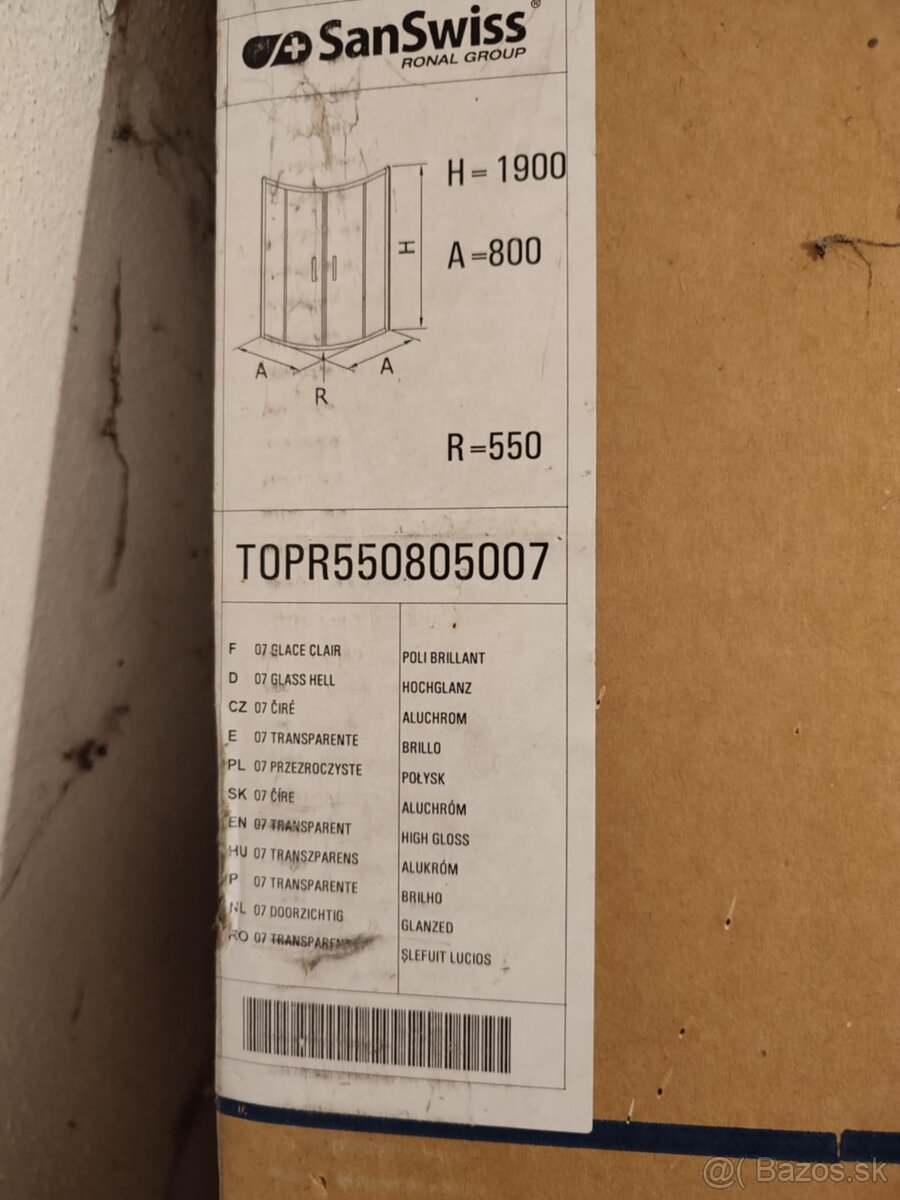 SanSwiss®
RONAL GROUP
H = 1900
A =800
H
A
A
R
R =550
TOPR550805007
F 07 GLACE CLAIR POLI BRILLANT
D 07 GLASS HELL HOCHGLANZ
CZ 07 ČIRÉ ALUCHROM
E 07 TRANSPARENTE BRILLO
PL 07 PRZEZROCZYSTE POŁYSK
SK 07 ČÍRE ALUCHRÓM
EN 07 TRANSPARENT HIGH GLOSS
HU 07 TRANSZPARENS ALUKRÓM
P 07 TRANSPARENTE BRILHO
NL 07 DOORZICHTIG GLANZED
RO 07 ŞLEFUIT LUCIOS
@( Bazos.sk